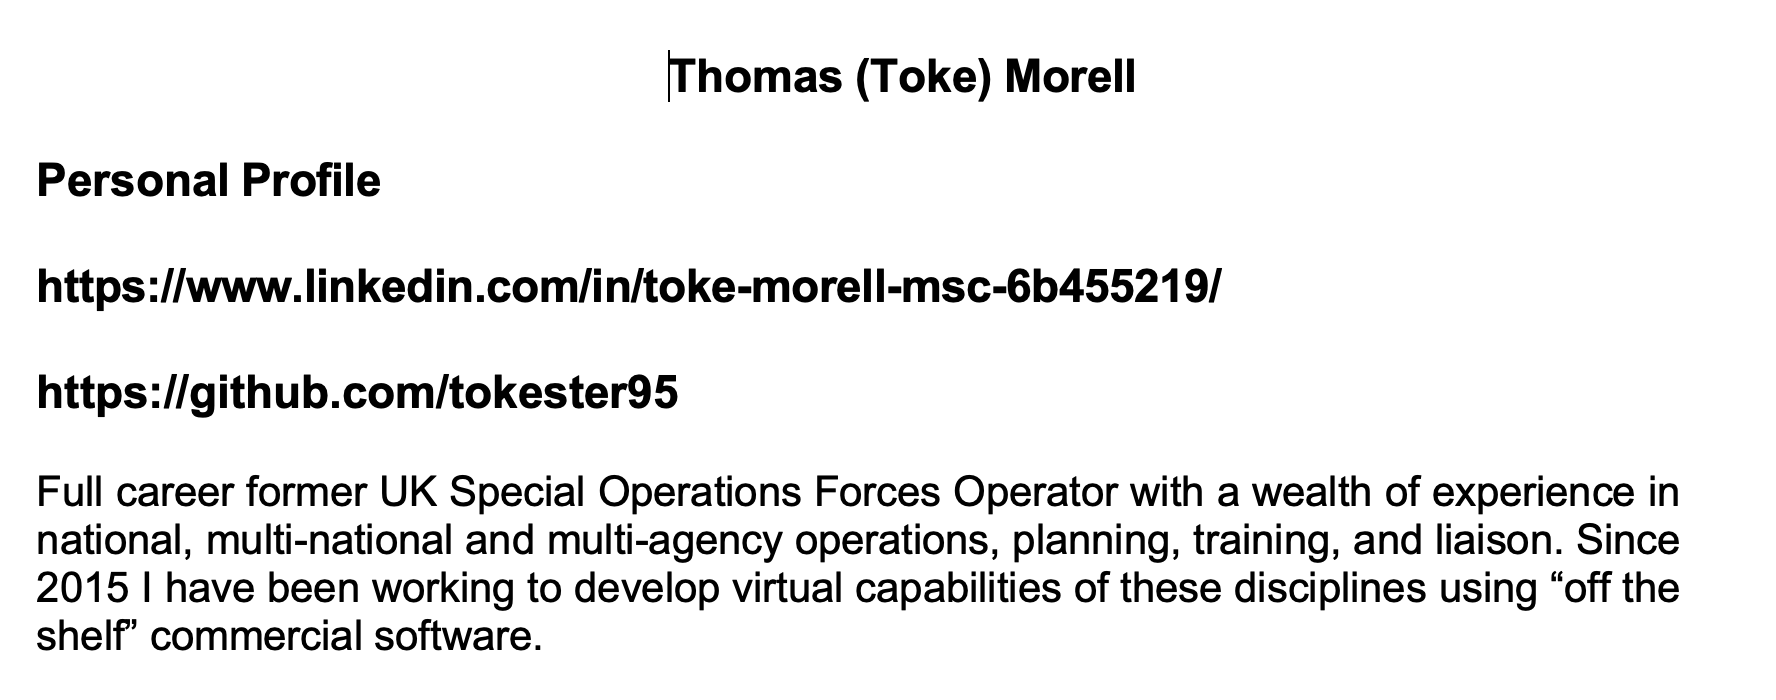 Thomas (Toke) Morell
Personal Profile
https://www.linkedin.com/in/toke-morell-msc-6b455219/
https://github.com/tokester95
Full career former UK Special Operations Forces Operator with a wealth of experience in
national, multi-national and multi-agency operations, planning, training, and liaison. Since
2015 I have been working to develop virtual capabilities of these disciplines using “off the
shelf” commercial software.